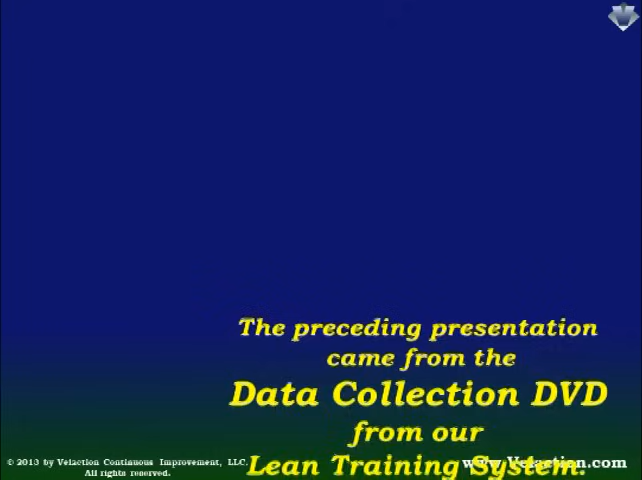 The preceding presentation
came from the
Data Collection DVD
from our
Lean Training System.
© 2013 by Velaction Continuous Improvement, LLC.
All rights reserved.
www.Velaction.com